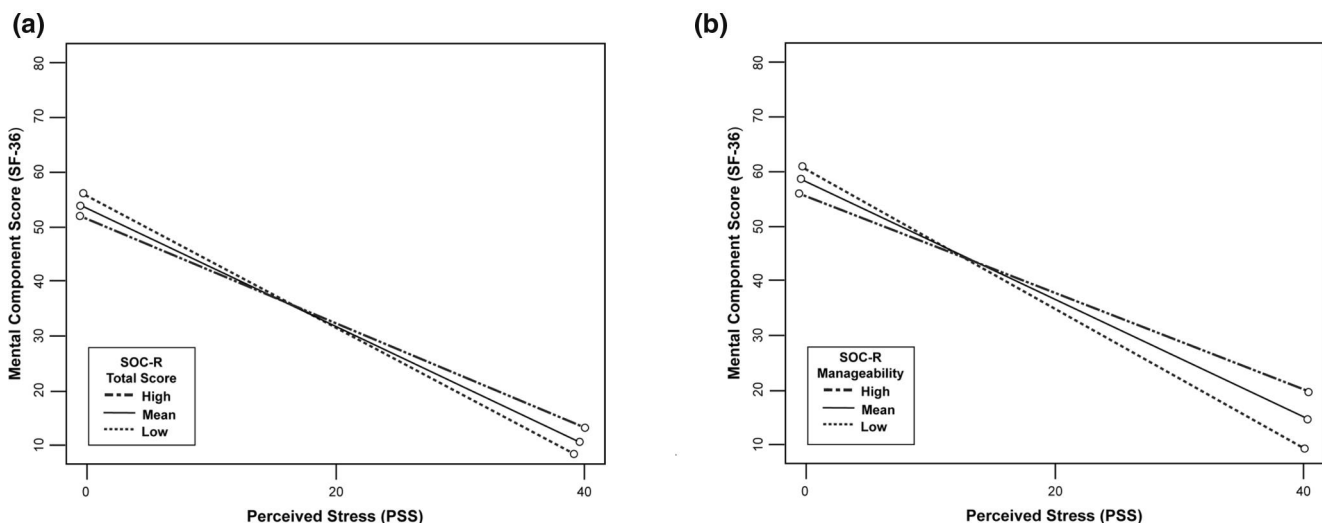 (a)
Mental Component Score (SF-36)
80
70
60
50
40
30
20
10
SOC-R
Total Score
High
Mean
Low
0
20
40
Perceived Stress (PSS)
(b)
Mental Component Score (SF-36)
80
70
60
50
40
30
20
10
SOC-R
Manageability
High
Mean
Low
0
20
40
Perceived Stress (PSS)